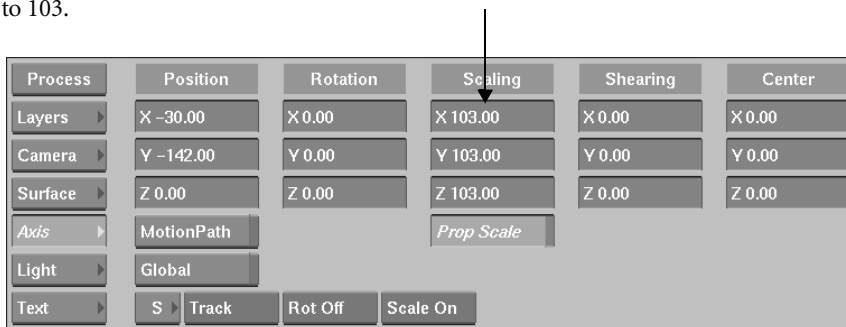 to 103.
Process Position Rotation Scaling Shearing Center
Layers X -30.00 X 0.00 X 103.00 X 0.00 X 0.00
Camera Y -142.00 Y 0.00 Y 103.00 Y 0.00 Y 0.00
Surface Z 0.00 Z 0.00 Z 103.00 Z 0.00 Z 0.00
Axis MotionPath Prop Scale
Light Global
Text S Track Rot Off Scale On